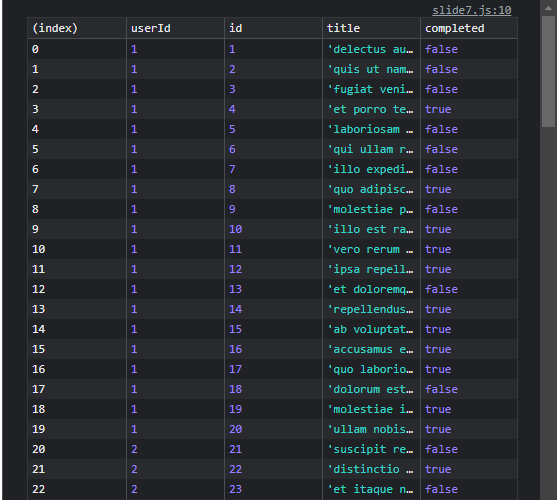 slide7.js:10
(index) userId id title completed
0 1 1 'delectus au… false
1 1 2 'quis ut nam… false
2 1 3 'fugiat veni… false
3 1 4 'et porro te… true
4 1 5 'laboriosam … false
5 1 6 'qui ullam r… false
6 1 7 'illo expedi… false
7 1 8 'quo adipisc… true
8 1 9 'molestiae p… false
9 1 10 'illo est ra… true
10 1 11 'vero rerum … true
11 1 12 'ipsa repell… true
12 1 13 'et doloremq… false
13 1 14 'repellendus… true
14 1 15 'ab voluptat… true
15 1 16 'accusamus e… true
16 1 17 'quo laborio… true
17 1 18 'dolorum est… false
18 1 19 'molestiae i… true
19 1 20 'ullam nobis… true
20 2 21 'suscipit re… false
21 2 22 'distinctio … true
22 2 23 'et itaque n… false